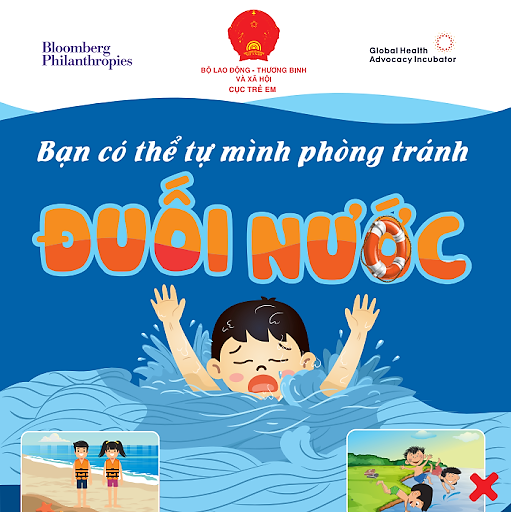 Bloomberg
Philanthropies
BỘ LAO ĐỘNG - THƯƠNG BINH
VÀ XÃ HỘI
CỤC TRẺ EM
Global Health
Advocacy Incubator
Bạn có thể tự mình phòng tránh
ĐUỐI NƯỚC